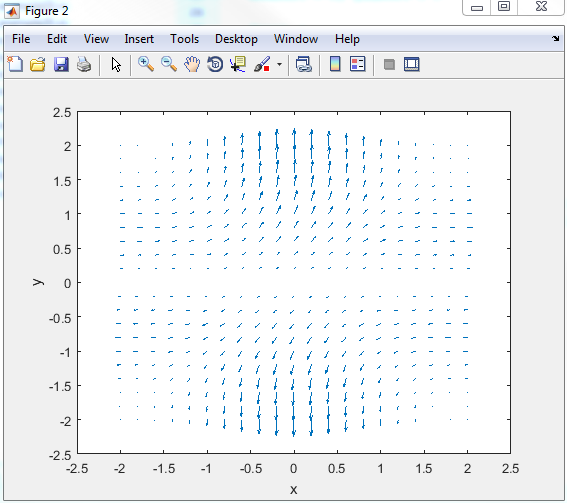 Figure 2
File Edit View Insert Tools Desktop Window Help
2.5
2
1.5
1
0.5
0
-0.5
-1
-1.5
-2
-2.5
y
-2.5 -2 -1.5 -1 -0.5 0 0.5 1 1.5 2 2.5
x